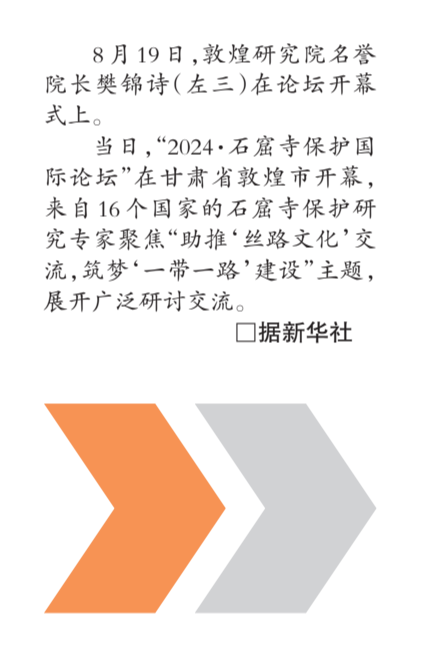 8月19日，敦煌研究院名誉
院长樊锦诗（左三）在论坛开幕
式上。
当日，“2024·石窟寺保护国
际论坛”在甘肃省敦煌市开幕，
来自16个国家的石窟寺保护研
究专家聚焦“助推‘丝路文化’交
流，筑梦‘一带一路’建设”主题，
展开广泛研讨交流。
□据新华社